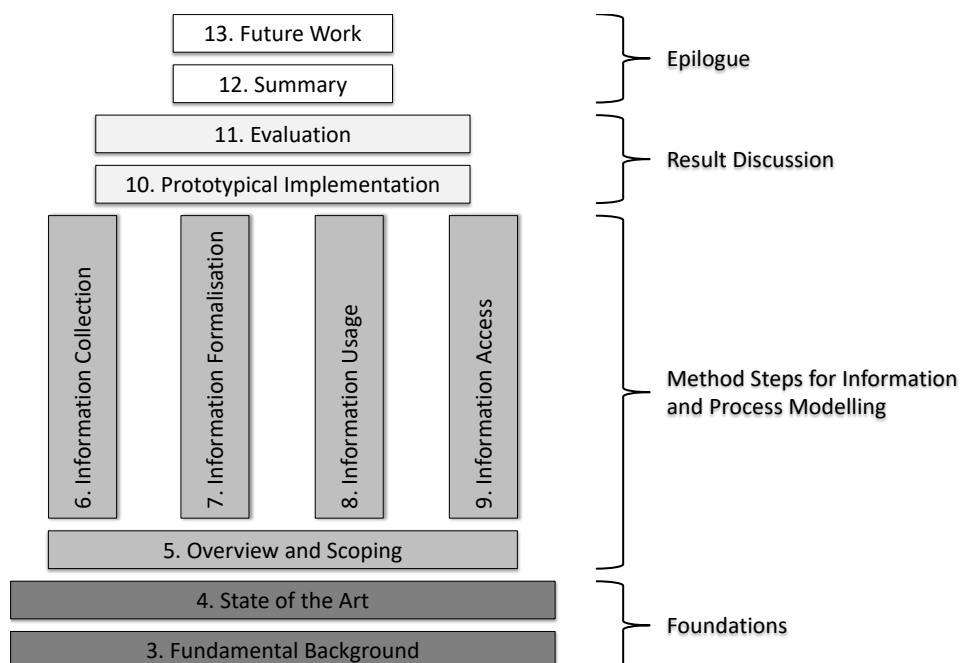 13. Future Work
12. Summary
Epilogue
11. Evaluation
10. Prototypical Implementation
Result Discussion
6. Information Collection
7. Information Formalisation
8. Information Usage
9. Information Access
Method Steps for Information
and Process Modelling
5. Overview and Scoping
4. State of the Art
3. Fundamental Background
Foundations